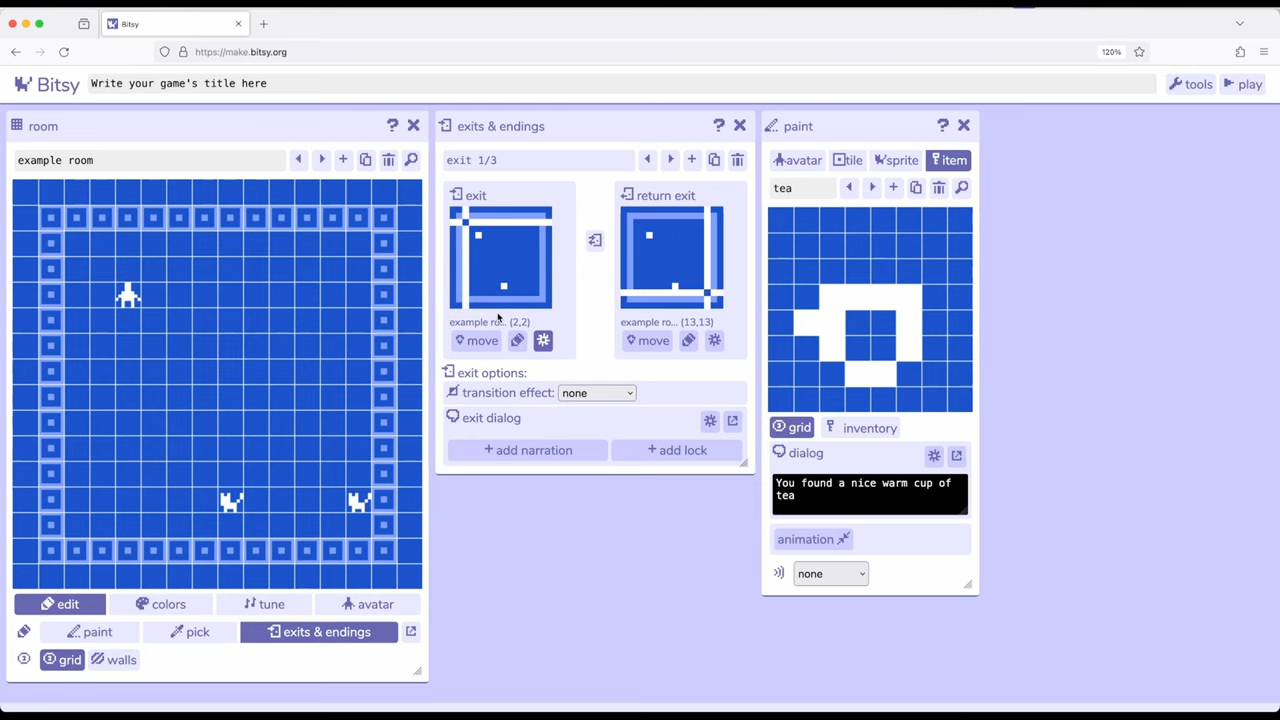 Bitsy
https://make.bitsy.org
120%
Bitsy
Write your game's title here
tools
play
room
?
example room
edit
colors
tune
avatar
paint
pick
exits & endings
grid
walls
exits & endings
?
exit 1/3
exit
return exit
example ro... (2,2)
example ro... (13,13)
move
move
exit options:
transition effect:
none
exit dialog
+ add narration
+ add lock
paint
?
avatar
tile
sprite
item
tea
grid
inventory
dialog
You found a nice warm cup of
tea
animation
none